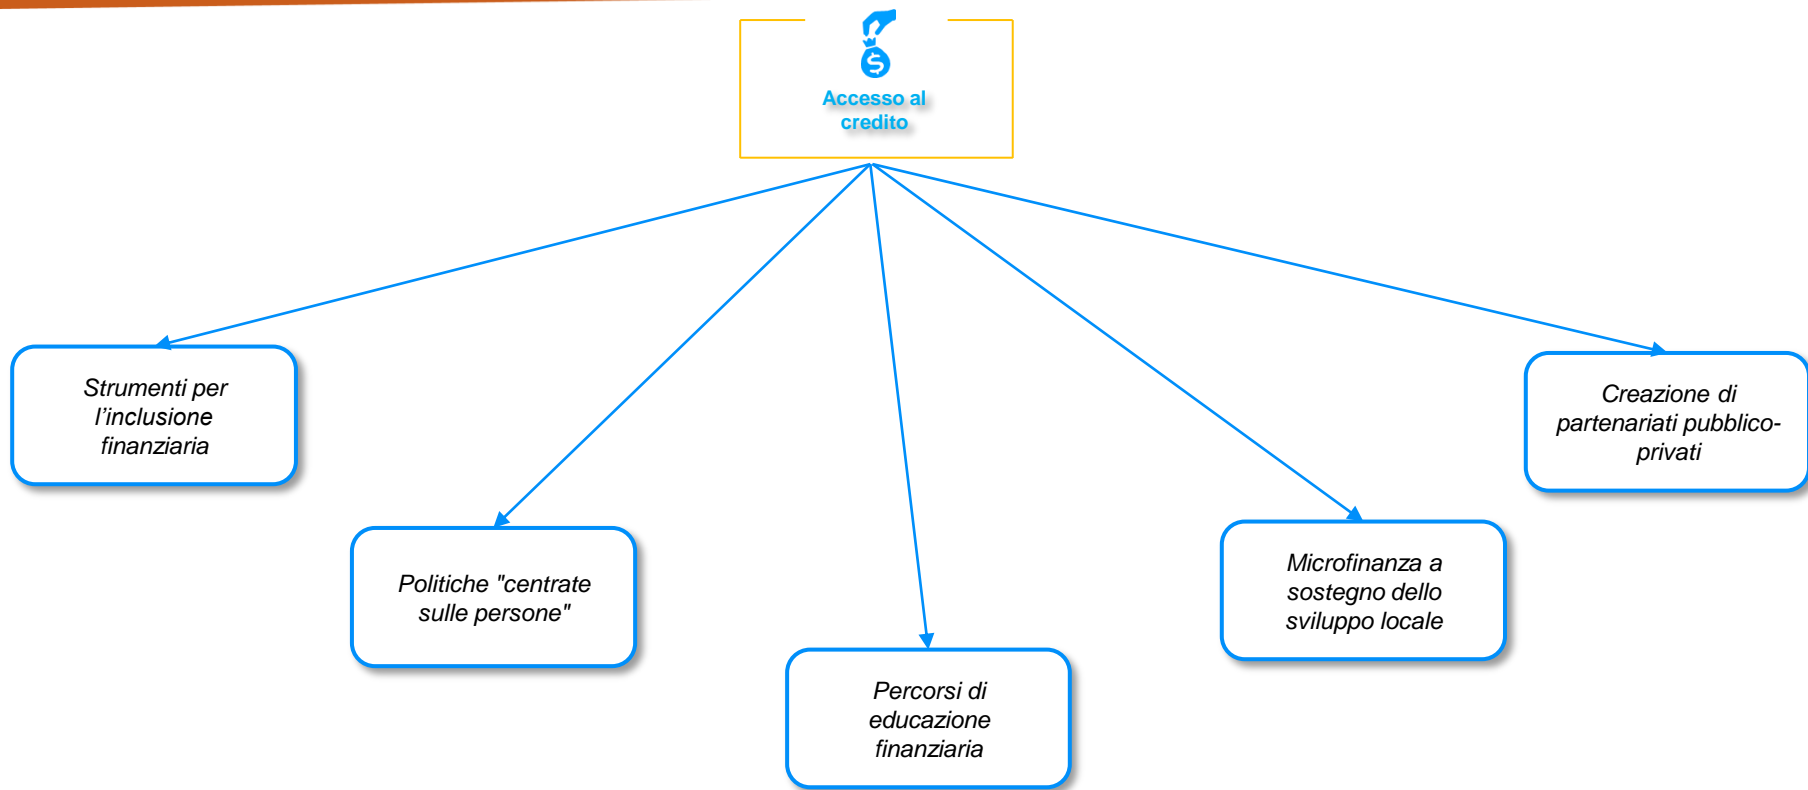 Accesso al
credito
Strumenti per
l'inclusione
finanziaria
Politiche "centrate
sulle persone"
Percorsi di
educazione
finanziaria
Microfinanza a
sostegno dello
sviluppo locale
Creazione di
partenariati pubblico-
privati